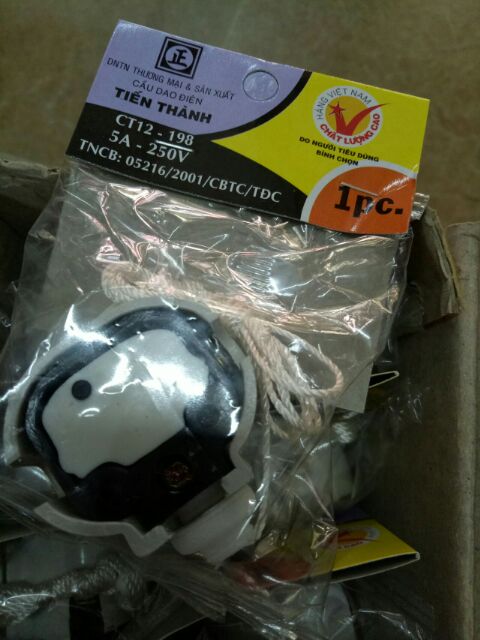 DNTN THƯƠNG MẠI & SẢN XUẤT
CẦU DAO ĐIỆN
TIẾN THÀNH
CT12 - 198
5A - 250V
TNCB: 05216/2001/CBTC/TĐC
HÀNG VIỆT NAM
CHẤT LƯỢNG CAO
DO NGƯỜI TIÊU DÙNG
BÌNH CHỌN
1pc.